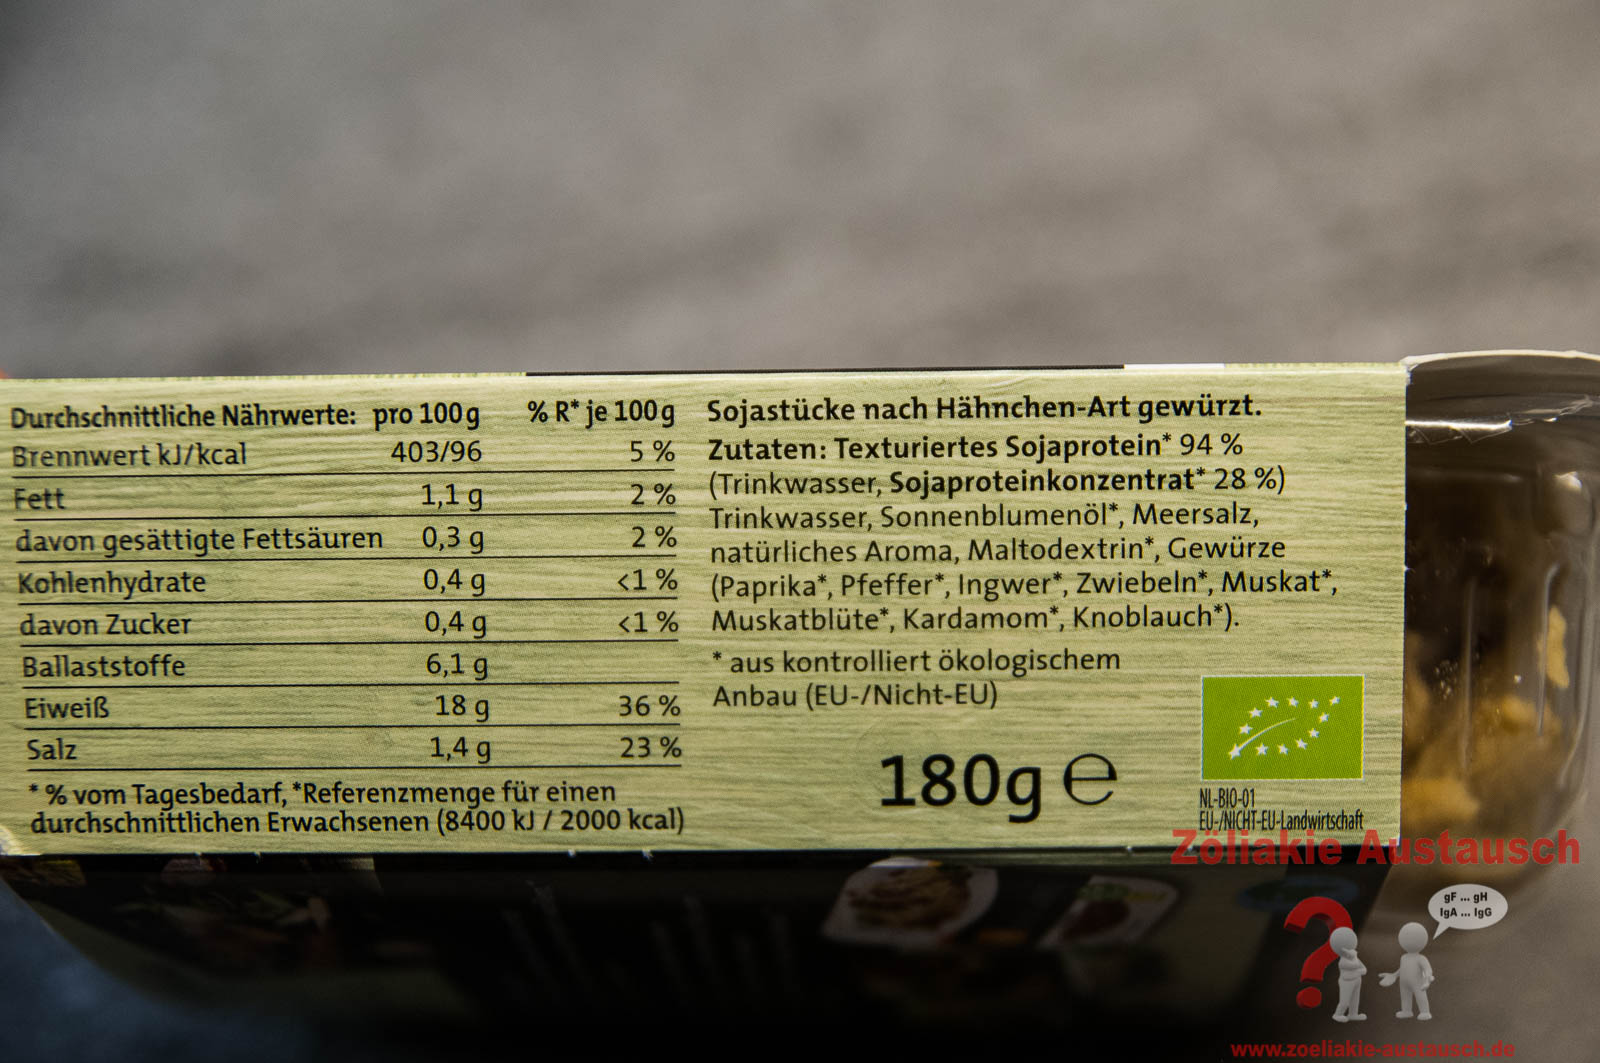 Durchschnittliche Nährwerte: pro 100g % R* je 100g
Brennwert kJ/kcal 403/96 5 %
Fett 1,1 g 2 %
davon gesättigte Fettsäuren 0,3 g 2 %
Kohlenhydrate 0,4 g <1 %
davon Zucker 0,4 g <1 %
Ballaststoffe 6,1 g
Eiweiß 18 g 36 %
Salz 1,4 g 23 %
* % vom Tagesbedarf, *Referenzmenge für einen
durchschnittlichen Erwachsenen (8400 kJ / 2000 kcal)
Sojastücke nach Hähnchen-Art gewürzt.
Zutaten: Texturiertes Sojaprotein* 94 %
(Trinkwasser, Sojaproteinkonzentrat* 28 %)
Trinkwasser, Sonnenblumenöl*, Meersalz,
natürliches Aroma, Maltodextrin*, Gewürze
(Paprika*, Pfeffer*, Ingwer*, Zwiebeln*, Muskat*,
Muskatblüte*, Kardamom*, Knoblauch*).
* aus kontrolliert ökologischem
Anbau (EU-/Nicht-EU)
180g e
NL-BIO-01
EU-/NICHT-EU-Landwirtschaft
Zöliakie Austausch
gF ... gH
IgA ... IgG
?
www.zoeliakie-austausch.de